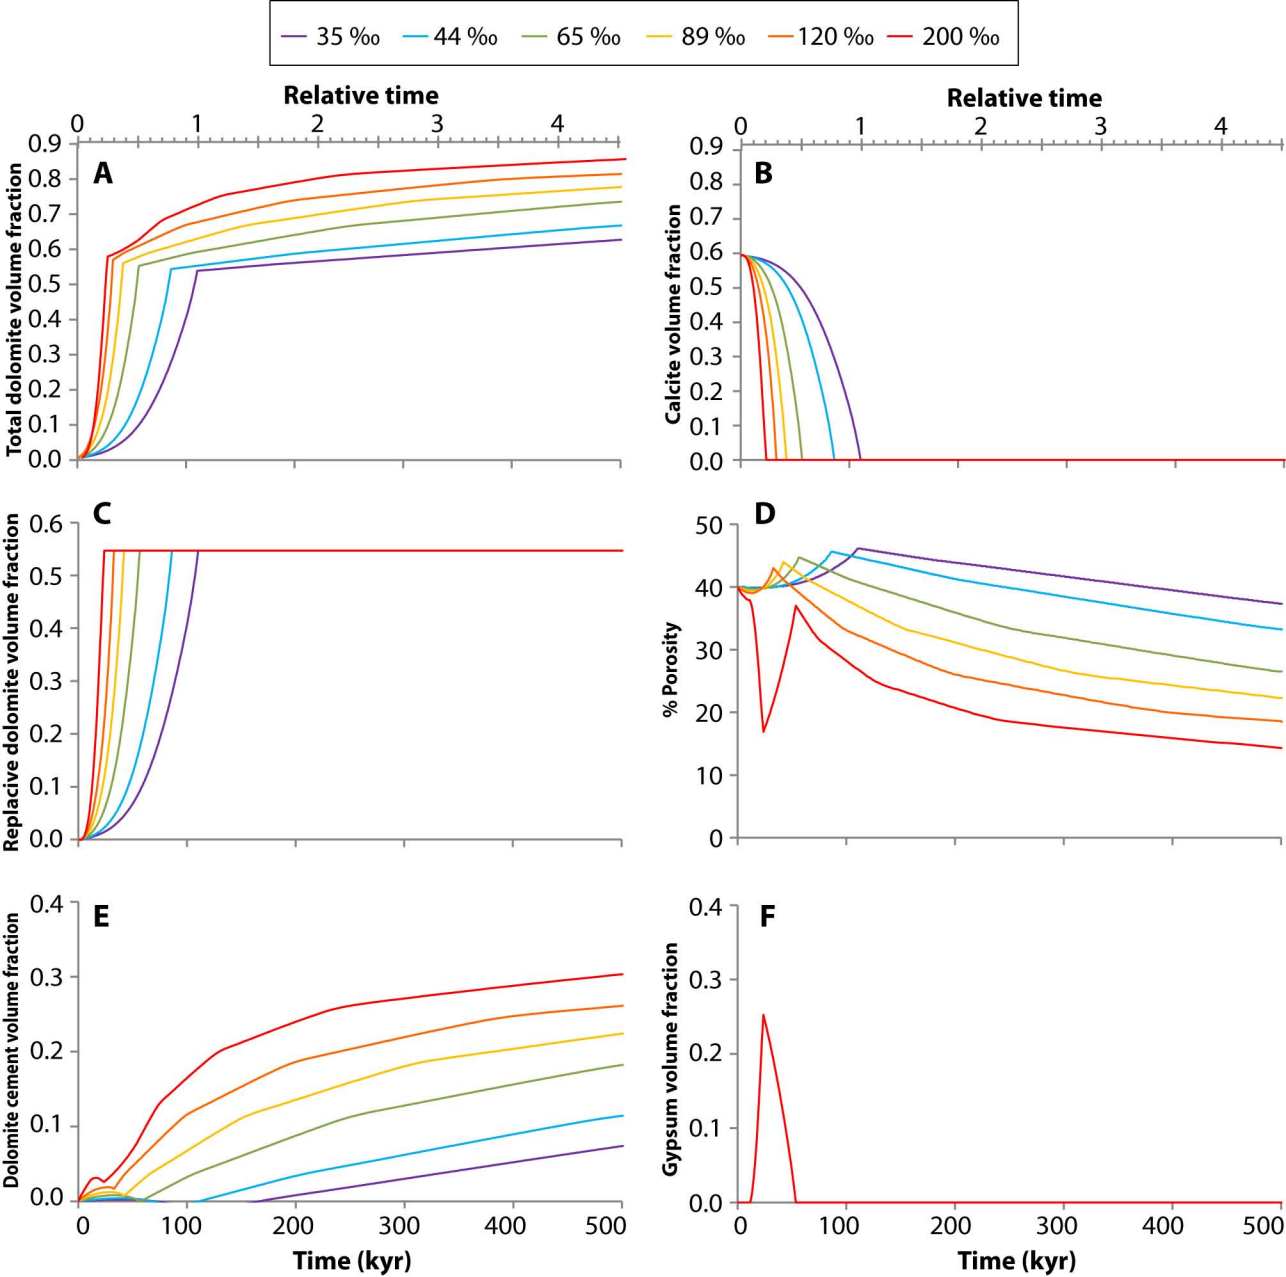 35 ‰ 44 ‰ 65 ‰ 89 ‰ 120 ‰ 200 ‰
Relative time
0 1 2 3 4
A
Total dolomite volume fraction
0.9
0.8
0.7
0.6
0.5
0.4
0.3
0.2
0.1
0.0
Relative time
0 1 2 3 4
B
Calcite volume fraction
0.9
0.8
0.7
0.6
0.5
0.4
0.3
0.2
0.1
0.0
C
Replacive dolomite volume fraction
0.6
0.5
0.4
0.3
0.2
0.1
0.0
D
% Porosity
50
40
30
20
10
0
E
Dolomite cement volume fraction
0.4
0.3
0.2
0.1
0.0
0 100 200 300 400 500
Time (kyr)
F
Gypsum volume fraction
0.4
0.3
0.2
0.1
0.0
0 100 200 300 400 500
Time (kyr)